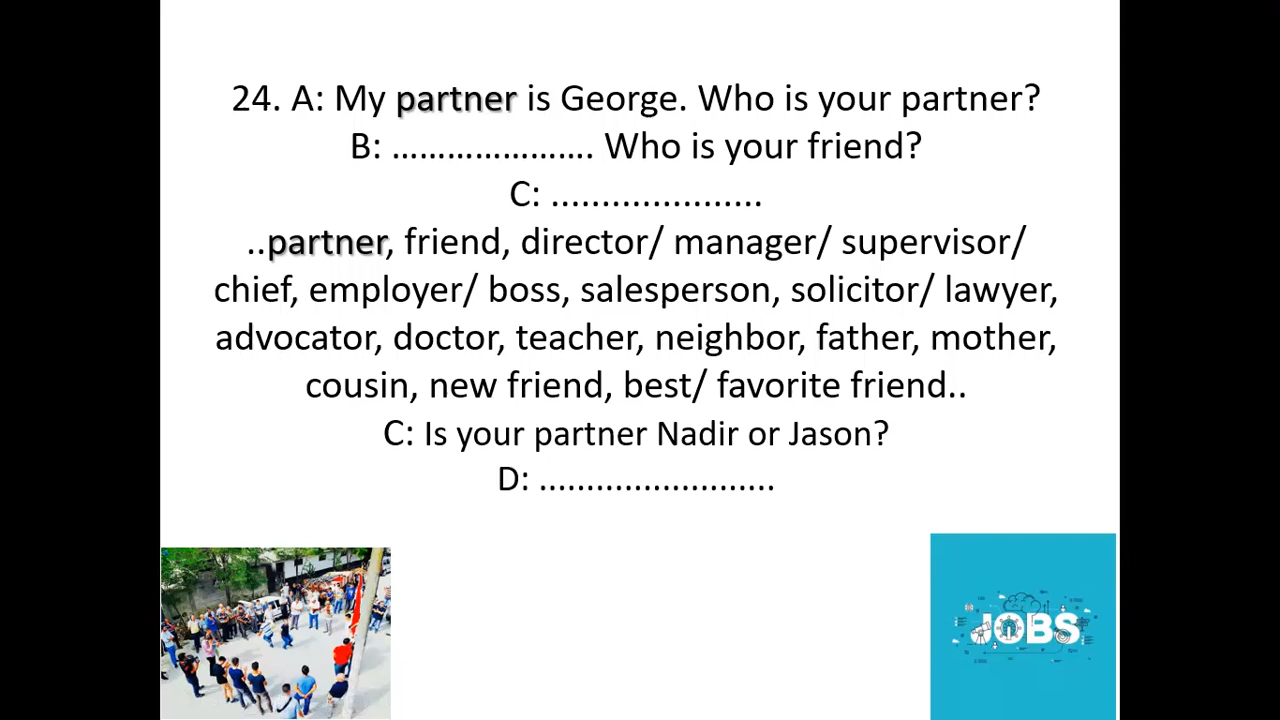 24. A: My partner is George. Who is your partner?
B: ...................... Who is your friend?
C: ......................
..partner, friend, director/ manager/ supervisor/
chief, employer/ boss, salesperson, solicitor/ lawyer,
advocator, doctor, teacher, neighbor, father, mother,
cousin, new friend, best/ favorite friend..
C: Is your partner Nadir or Jason?
D: .........................
JOBS